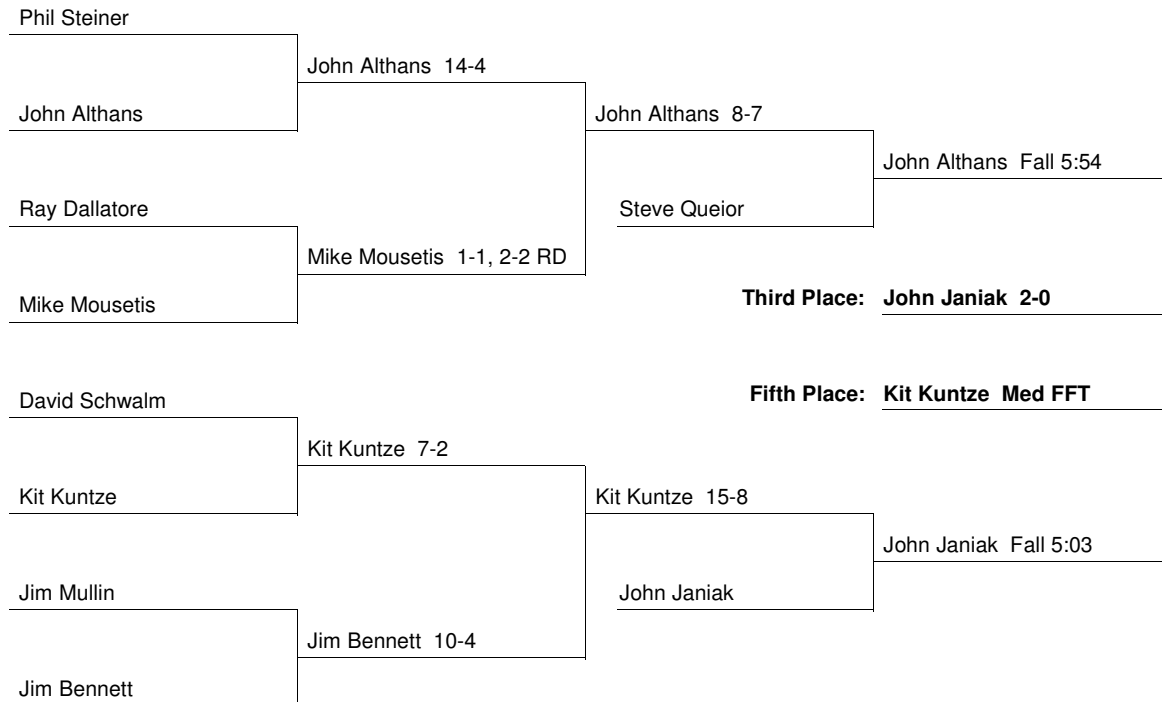 Phil Steiner
John Althans 14-4
John Althans
John Althans 8-7
John Althans Fall 5:54
Ray Dallatore
Steve Queior
Mike Mousetis 1-1, 2-2 RD
Mike Mousetis
Third Place: John Janiak 2-0
David Schwalm
Fifth Place: Kit Kuntze Med FFT
Kit Kuntze 7-2
Kit Kuntze
Kit Kuntze 15-8
John Janiak Fall 5:03
Jim Mullin
John Janiak
Jim Bennett 10-4
Jim Bennett